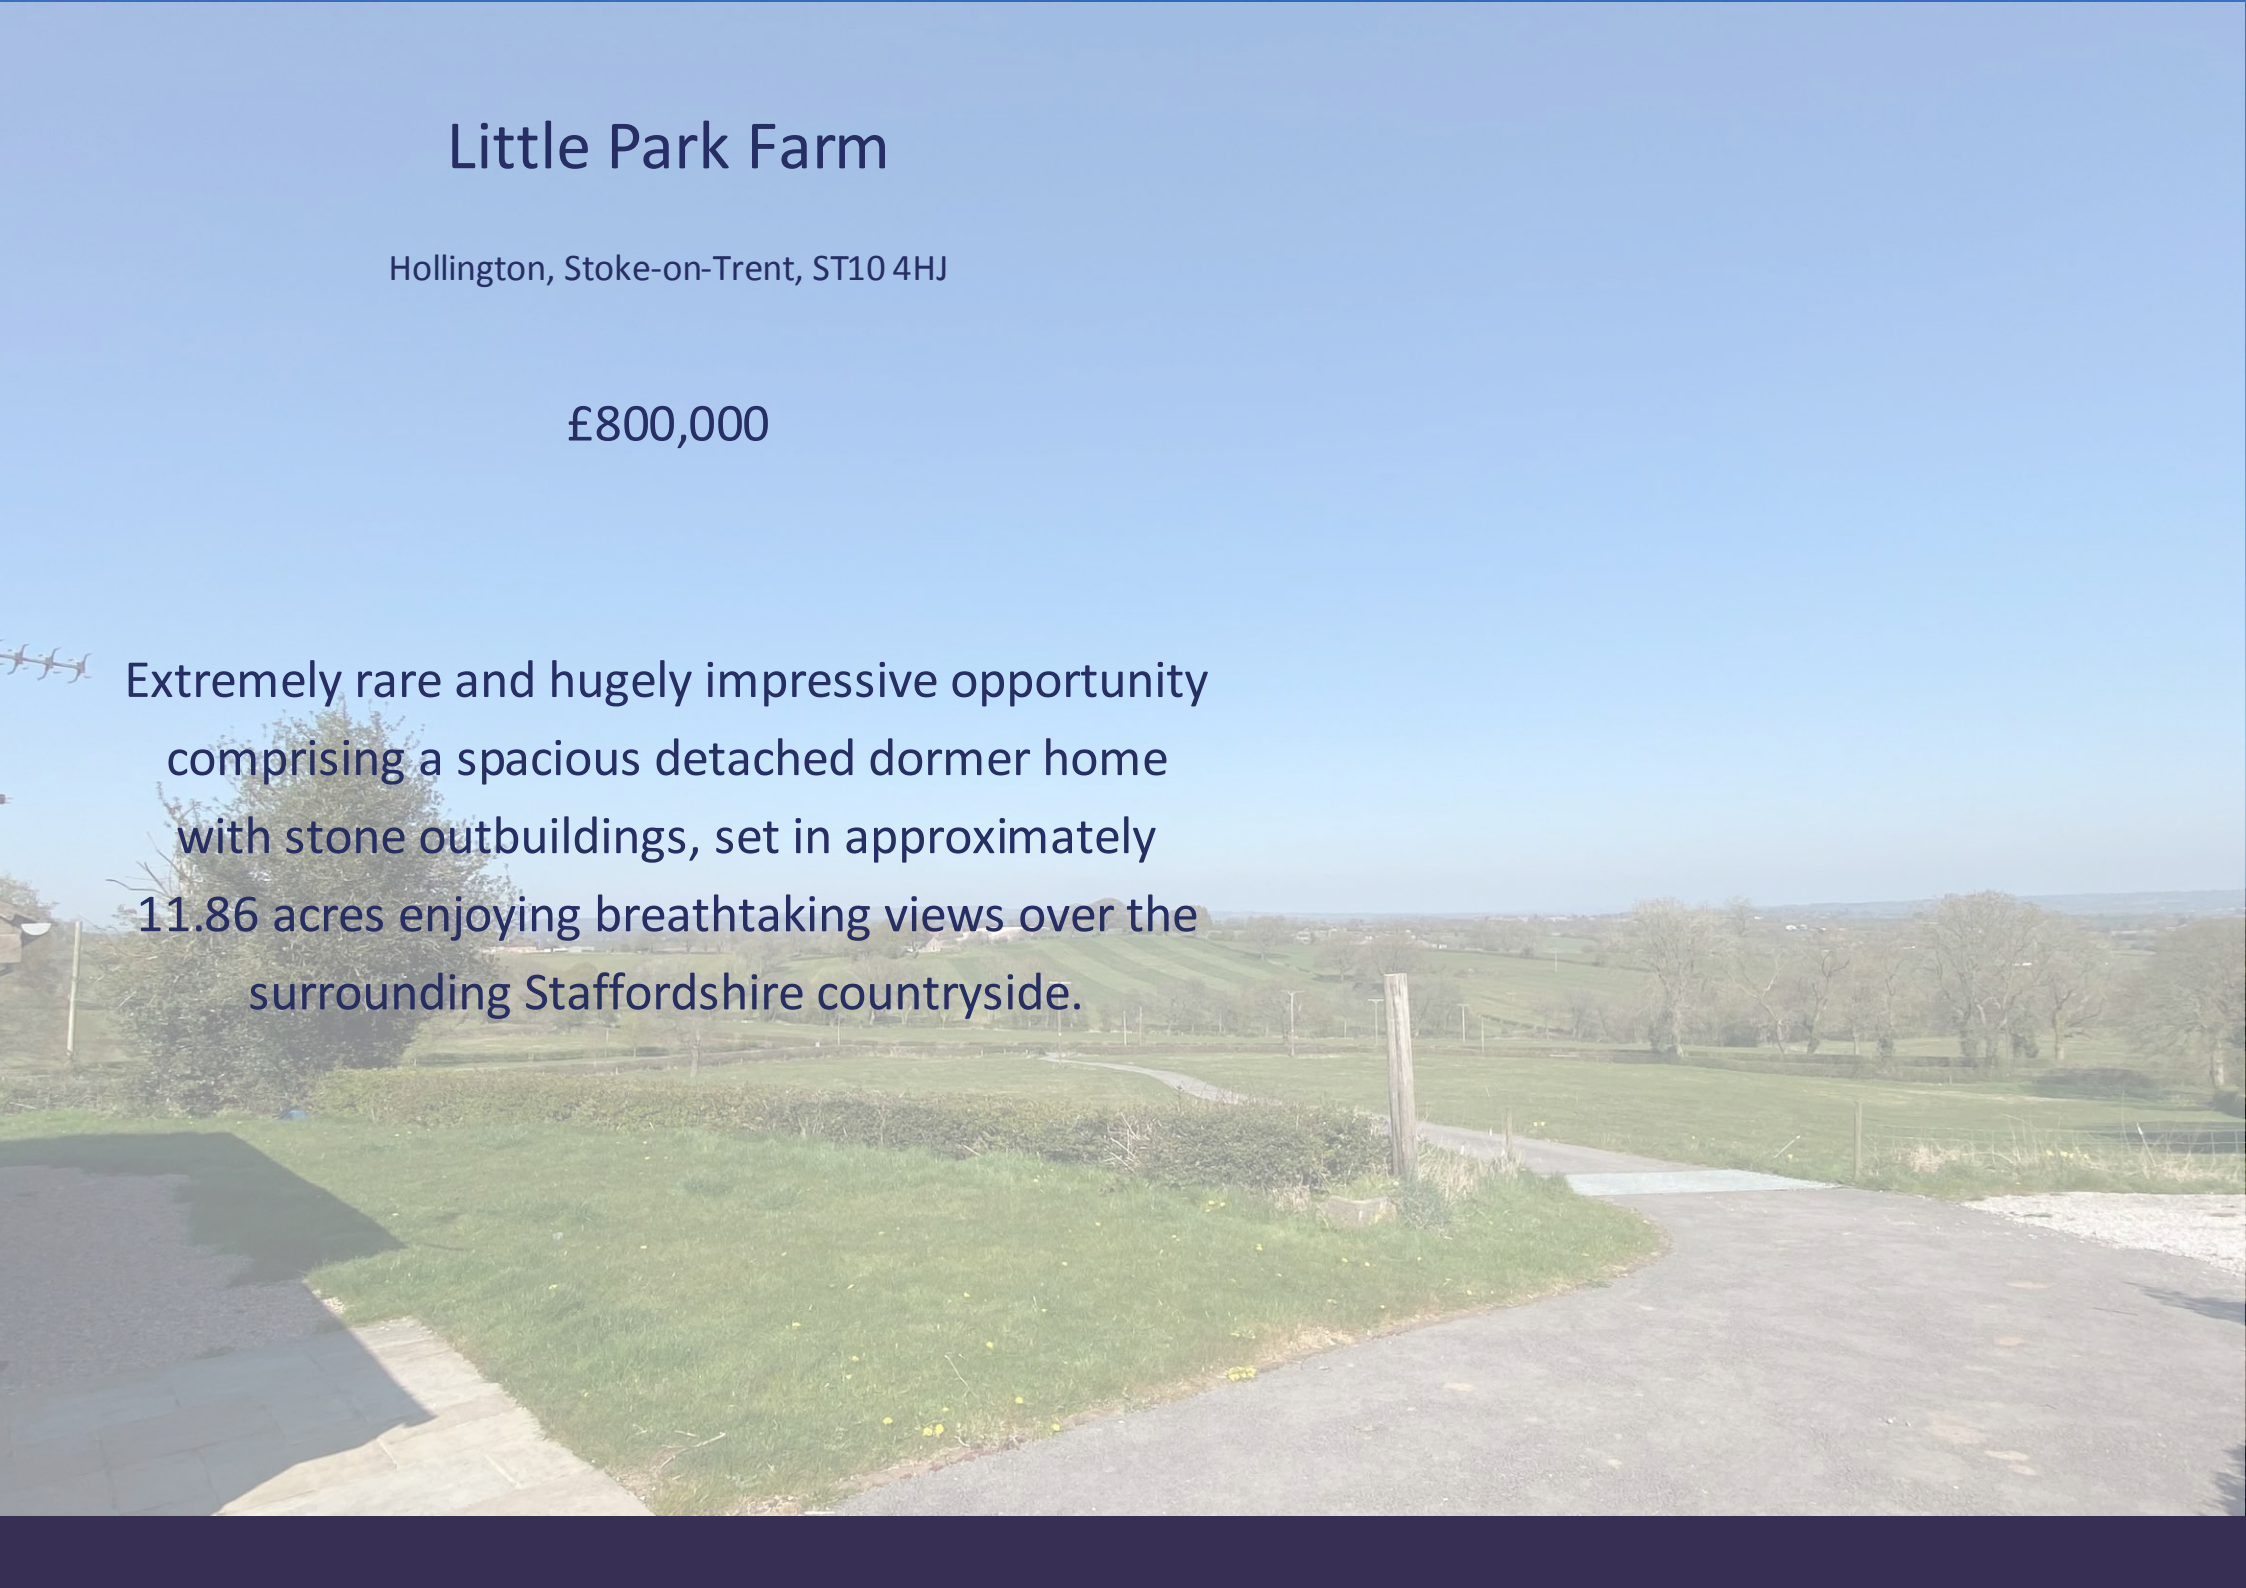 Little Park Farm
Hollington, Stoke-on-Trent, ST10 4HJ
£800,000
Extremely rare and hugely impressive opportunity
comprising a spacious detached dormer home
with stone outbuildings, set in approximately
11.86 acres enjoying breathtaking views over the
surrounding Staffordshire countryside.